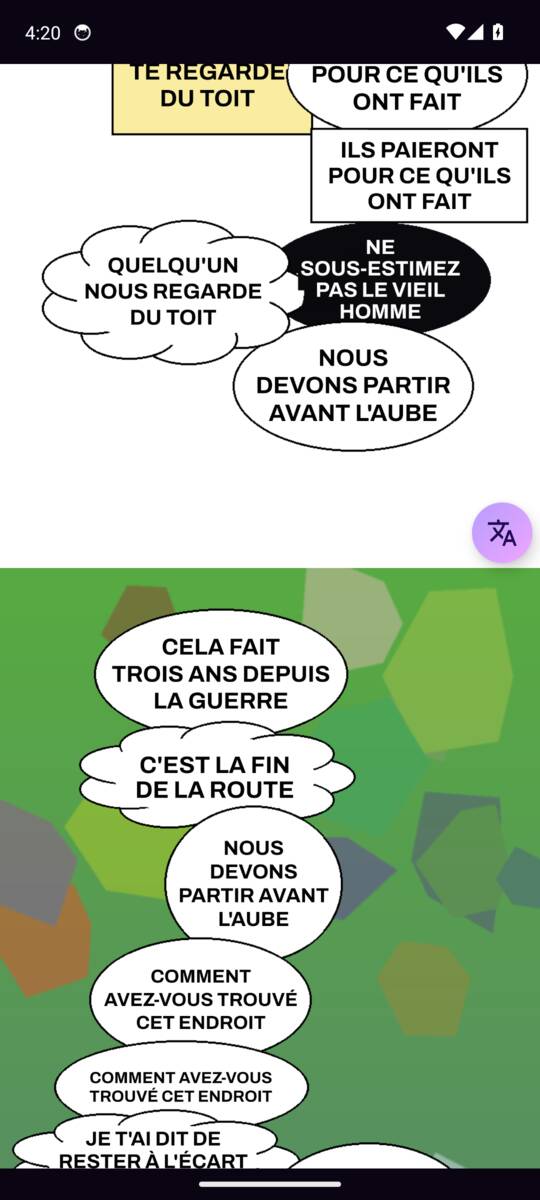 4:20
TE REGARDE
DU TOIT
POUR CE QU'ILS
ONT FAIT
ILS PAIERONT
POUR CE QU'ILS
ONT FAIT
QUELQU'UN
NOUS REGARDE
DU TOIT
NE
SOUS-ESTIMEZ
PAS LE VIEIL
HOMME
NOUS
DEVONS PARTIR
AVANT L'AUBE
CELA FAIT
TROIS ANS DEPUIS
LA GUERRE
C'EST LA FIN
DE LA ROUTE
NOUS
DEVONS
PARTIR AVANT
L'AUBE
COMMENT
AVEZ-VOUS TROUVÉ
CET ENDROIT
COMMENT AVEZ-VOUS
TROUVÉ CET ENDROIT
JE T'AI DIT DE
RESTER À L'ÉCART